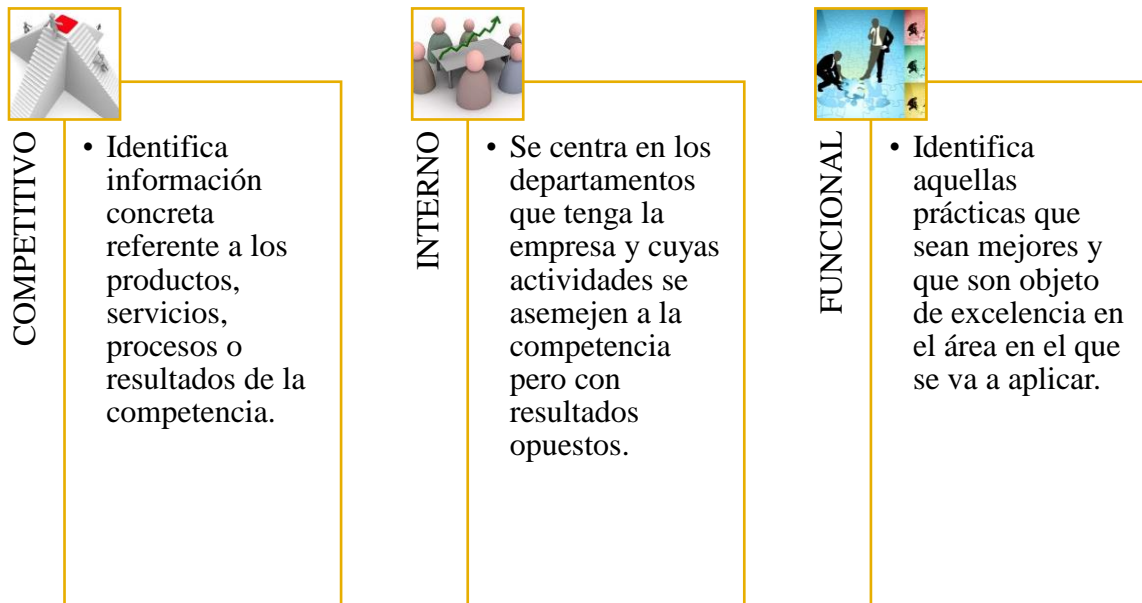 COMPETITIVO
• Identifica
información
concreta
referente a los
productos,
servicios,
procesos o
resultados de la
competencia.
INTERNO
• Se centra en los
departamentos
que tenga la
empresa y cuyas
actividades se
asemejen a la
competencia
pero con
resultados
opuestos.
FUNCIONAL
• Identifica
aquellas
prácticas que
sean mejores y
que son objeto
de excelencia en
el área en el que
se va a aplicar.